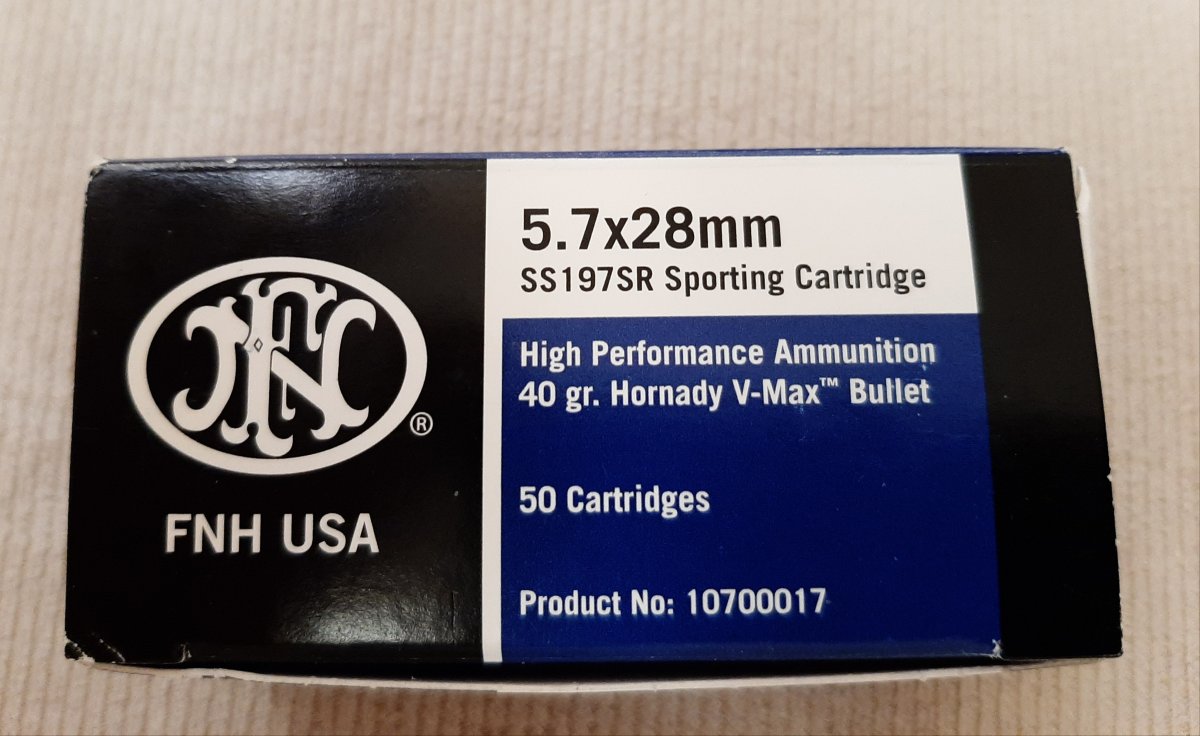 FN
®
FNH USA
5.7x28mm
SS197SR Sporting Cartridge
High Performance Ammunition
40 gr. Hornady V-Max™ Bullet
50 Cartridges
Product No: 10700017